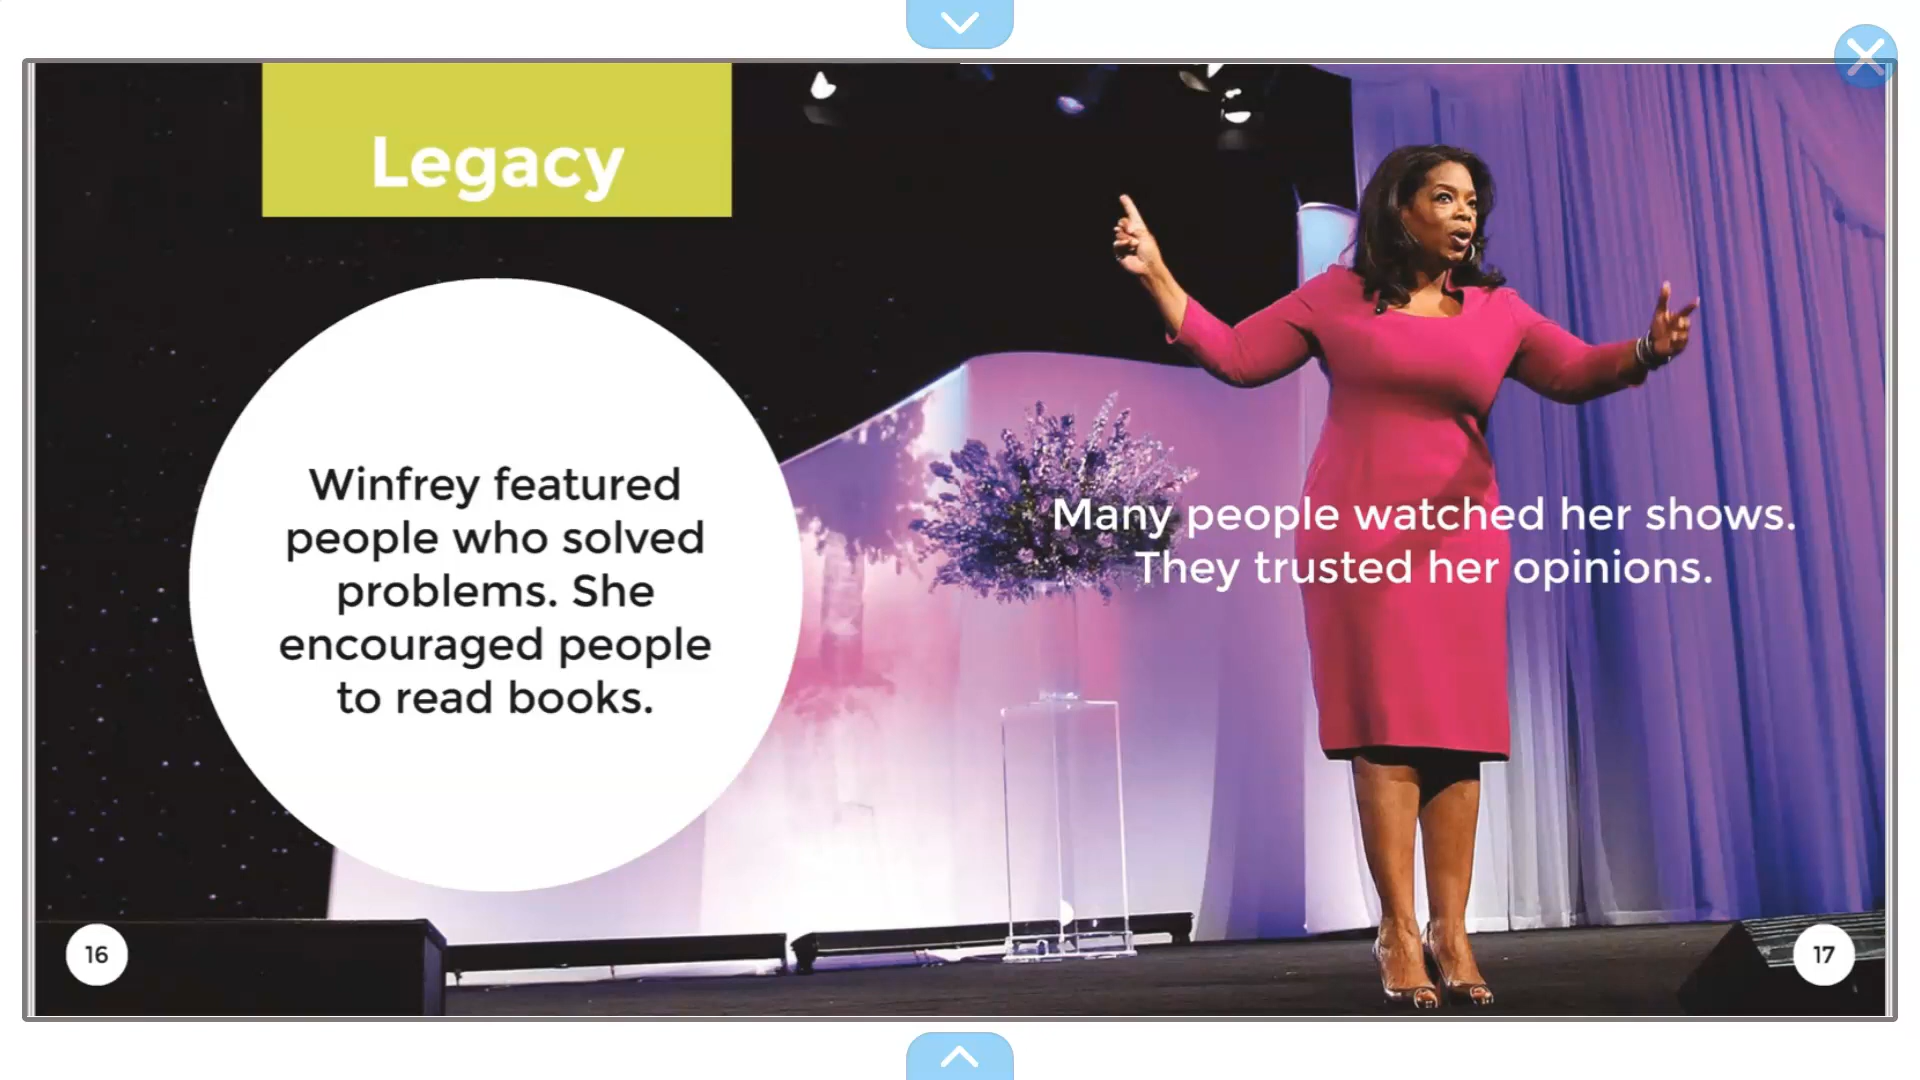 Legacy
Winfrey featured
people who solved
problems. She
encouraged people
to read books.
Many people watched her shows.
They trusted her opinions.
16
17